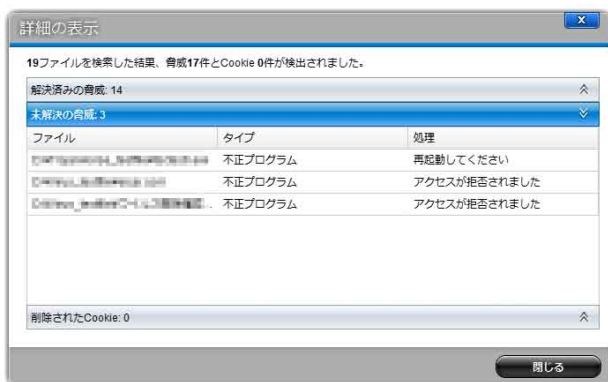 詳細の表示
X
19ファイルを検索した結果、脅威17件とCookie 0件が検出されました。
解決済みの脅威: 14
未解決の脅威: 3
ファイル タイプ 処理
不正プログラム 再起動してください
不正プログラム アクセスが拒否されました
不正プログラム アクセスが拒否されました
削除されたCookie: 0
閉じる